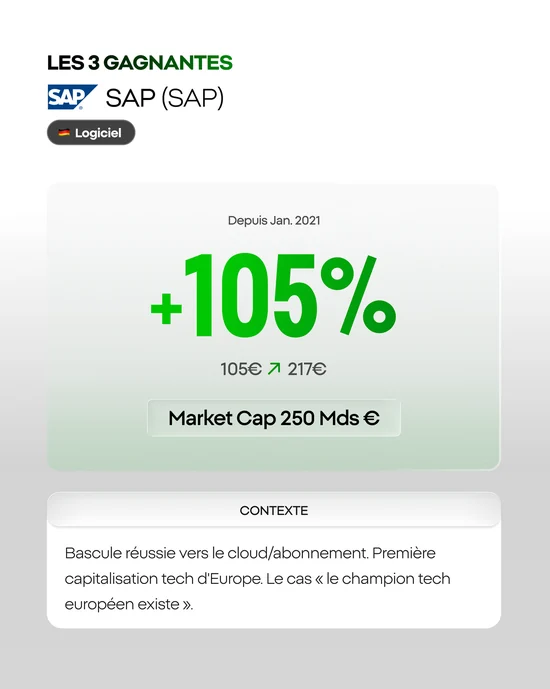 LES 3 GAGNANTES
SAP SAP (SAP)
Logiciel
Depuis Jan. 2021
+105%
105€ ↗ 217€
Market Cap 250 Mds €
CONTEXTE
Bascule réussie vers le cloud/abonnement. Première
capitalisation tech d'Europe. Le cas « le champion tech
européen existe ».